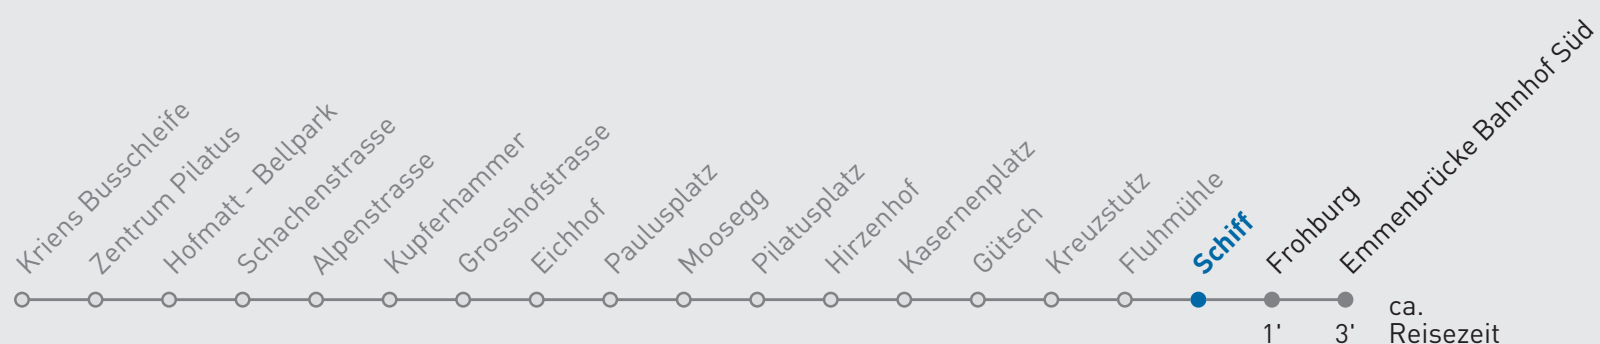 Kriens Busschleife
Zentrum Pilatus
Hofmatt - Bellpark
Schachenstrasse
Alpenstrasse
Kupferhammer
Grosshofstrasse
Eichhof
Paulusplatz
Moosegg
Pilatusplatz
Hirzenhof
Kasernenplatz
Gütsch
Kreuzstutz
Fluhmühle
Schiff
Frohburg
Emmenbrücke Bahnhof Süd
ca.
1' 3' Reisezeit